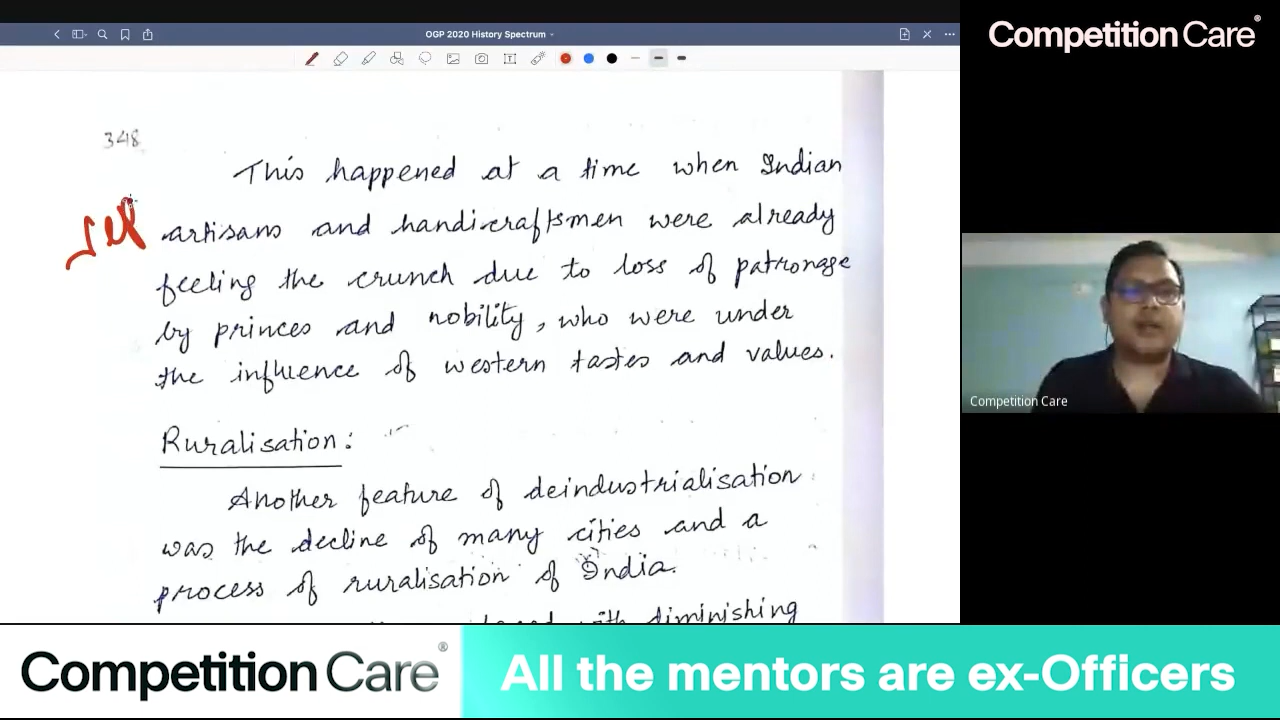 OGP 2020 History Spectrum
Competition Care®
348
This happened at a time when Indian
artisans and handicraftsmen were already
feeling the crunch due to loss of patronage
by princes and nobility, who were under
the influence of western tastes and values.
Ruralisation:
Another feature of deindustrialisation
was the decline of many cities and a
process of ruralisation of India.
with diminishing
Competition Care
Competition Care®
All the mentors are ex-Officers